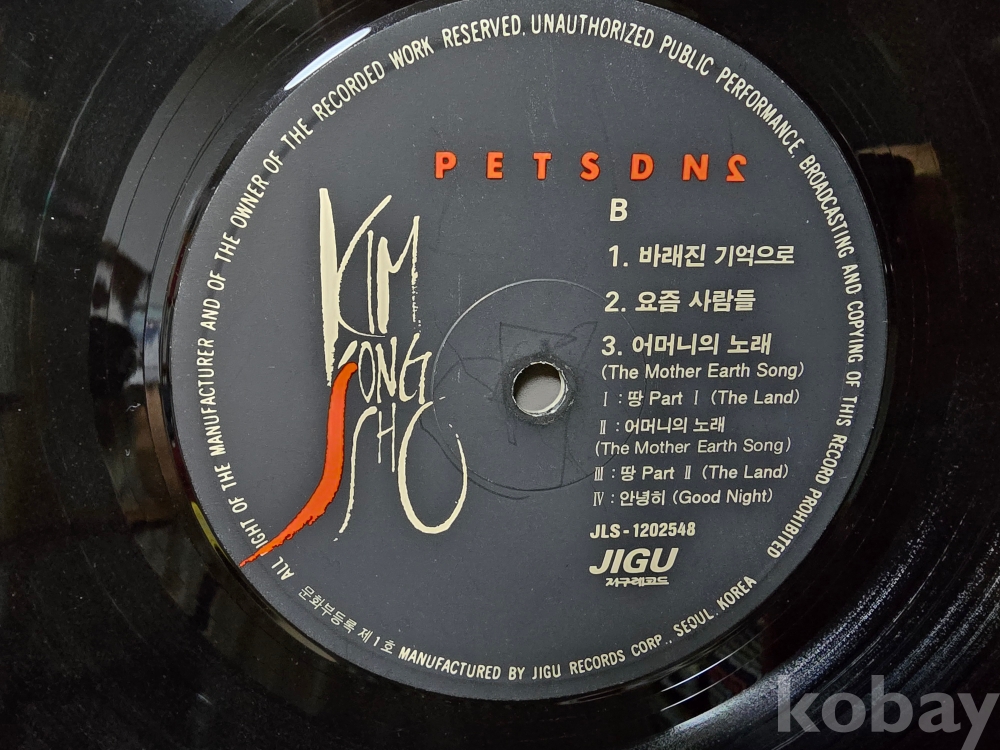 ALL IGHT OF THE MANUFACTURER AND OF THE OWNER OF THE RECORDED WORK RESERVED. UNAUTHORIZED PUBLIC PERFORMANCE, BROADCASTING AND COPYING OF THIS RECORD PROHIBITED
PETSDNS
KIM
SONG
SHO
B
1. 바래진 기억으로
2. 요즘 사람들
3. 어머니의 노래
(The Mother Earth Song)
Ⅰ : 땅 Part Ⅰ (The Land)
Ⅱ : 어머니의 노래
(The Mother Earth Song)
Ⅲ : 땅 Part Ⅱ (The Land)
Ⅳ : 안녕히 (Good Night)
JLS-1202548
JIGU
지구레코드
문화부등록 제1호 MANUFACTURED BY JIGU RECORDS CORP., SEOUL, KOREA
kobay